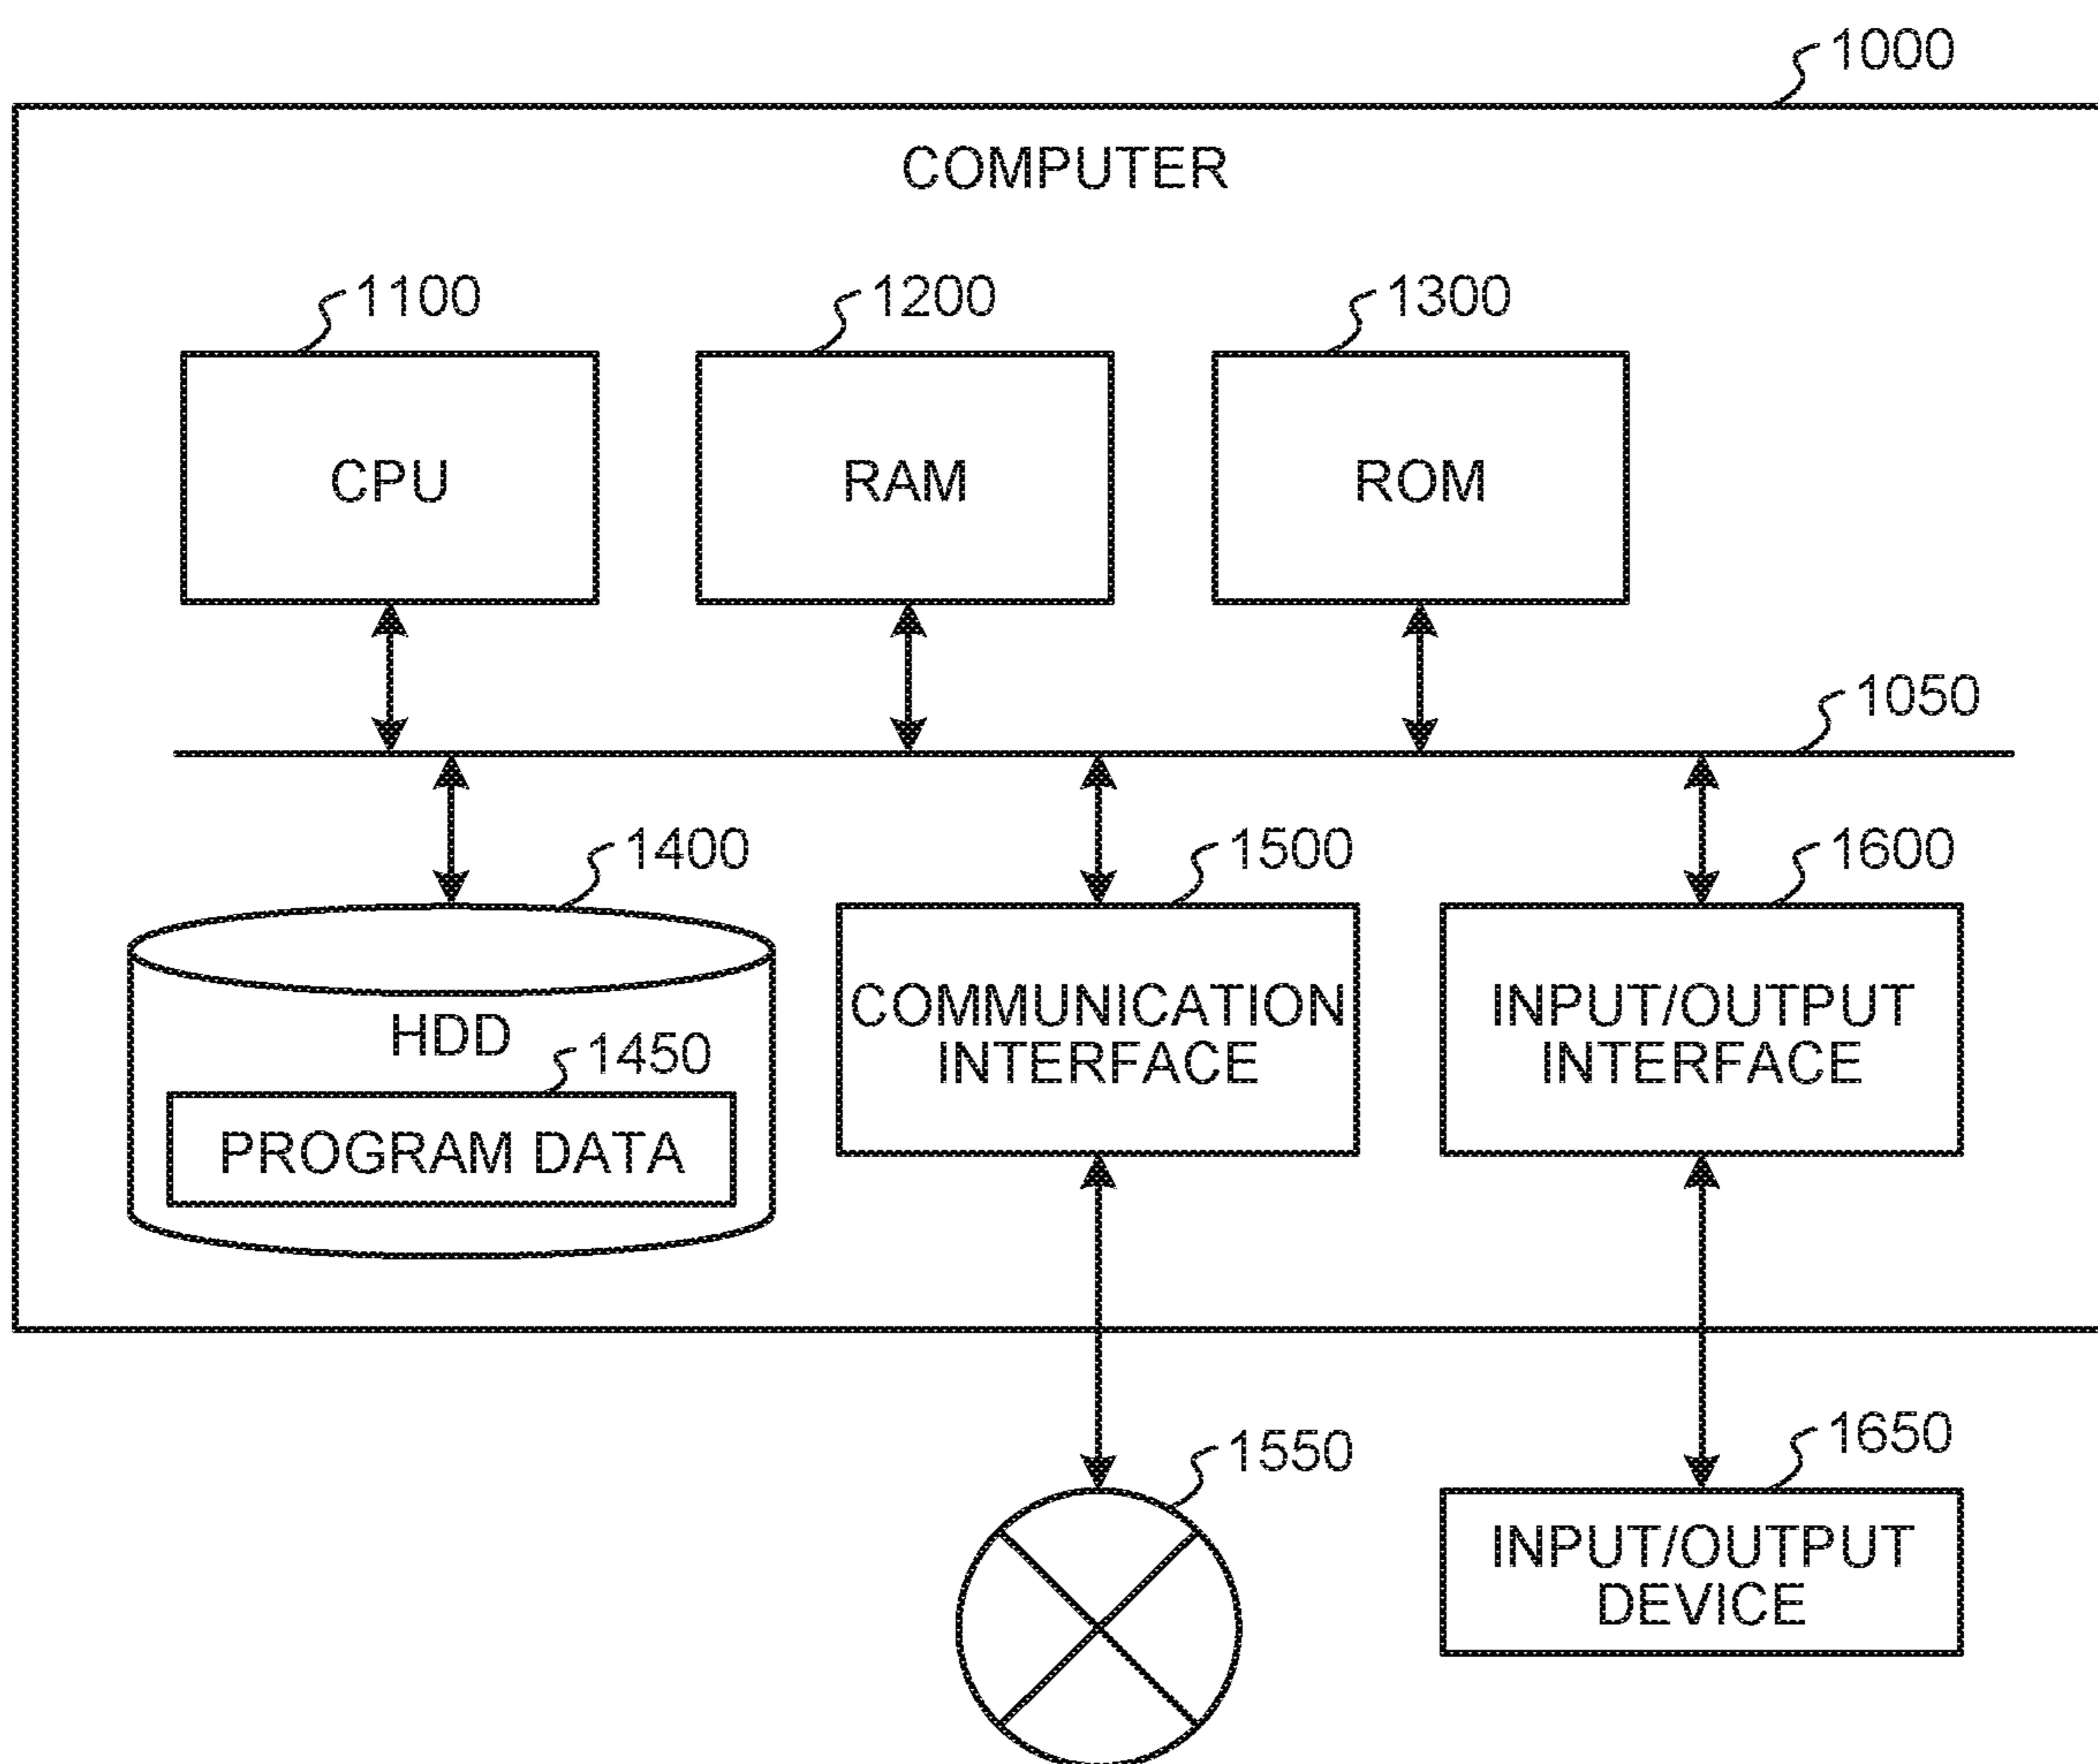 1000
COMPUTER
1100
1200
1300
CPU
RAM
ROM
1050
1400
1500
1600
HDD
1450
PROGRAM DATA
COMMUNICATION
INTERFACE
INPUT/OUTPUT
INTERFACE
1550
1650
INPUT/OUTPUT
DEVICE